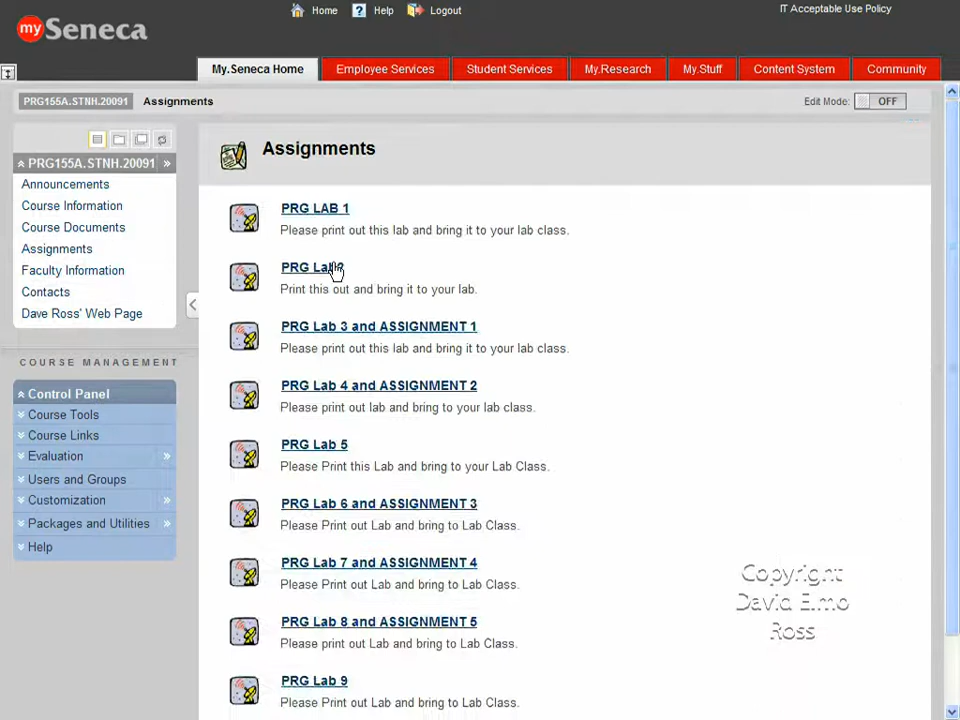 Home
Help
Logout
IT Acceptable Use Policy
my Seneca
My.Seneca Home
Employee Services
Student Services
My.Research
My.Stuff
Content System
Community
PRG155A.STNH.20091
Assignments
Edit Mode:
OFF
PRG155A.STNH.20091
Announcements
Course Information
Course Documents
Assignments
Faculty Information
Contacts
Dave Ross' Web Page
COURSE MANAGEMENT
Control Panel
Course Tools
Course Links
Evaluation
Users and Groups
Customization
Packages and Utilities
Help
Assignments
PRG LAB 1
Please print out this lab and bring it to your lab class.
PRG Lab 2
Print this out and bring it to your lab.
PRG Lab 3 and ASSIGNMENT 1
Please print out this lab and bring it to your lab class.
PRG Lab 4 and ASSIGNMENT 2
Please print out lab and bring to your lab class.
PRG Lab 5
Please Print this Lab and bring to your Lab Class.
PRG Lab 6 and ASSIGNMENT 3
Please Print out Lab and bring to Lab Class.
PRG Lab 7 and ASSIGNMENT 4
Please Print out Lab and bring to Lab Class.
PRG Lab 8 and ASSIGNMENT 5
Please print out Lab and bring to Lab Class.
PRG Lab 9
Please Print out Lab and bring to Lab Class.
Copyright
David Elmo
Ross